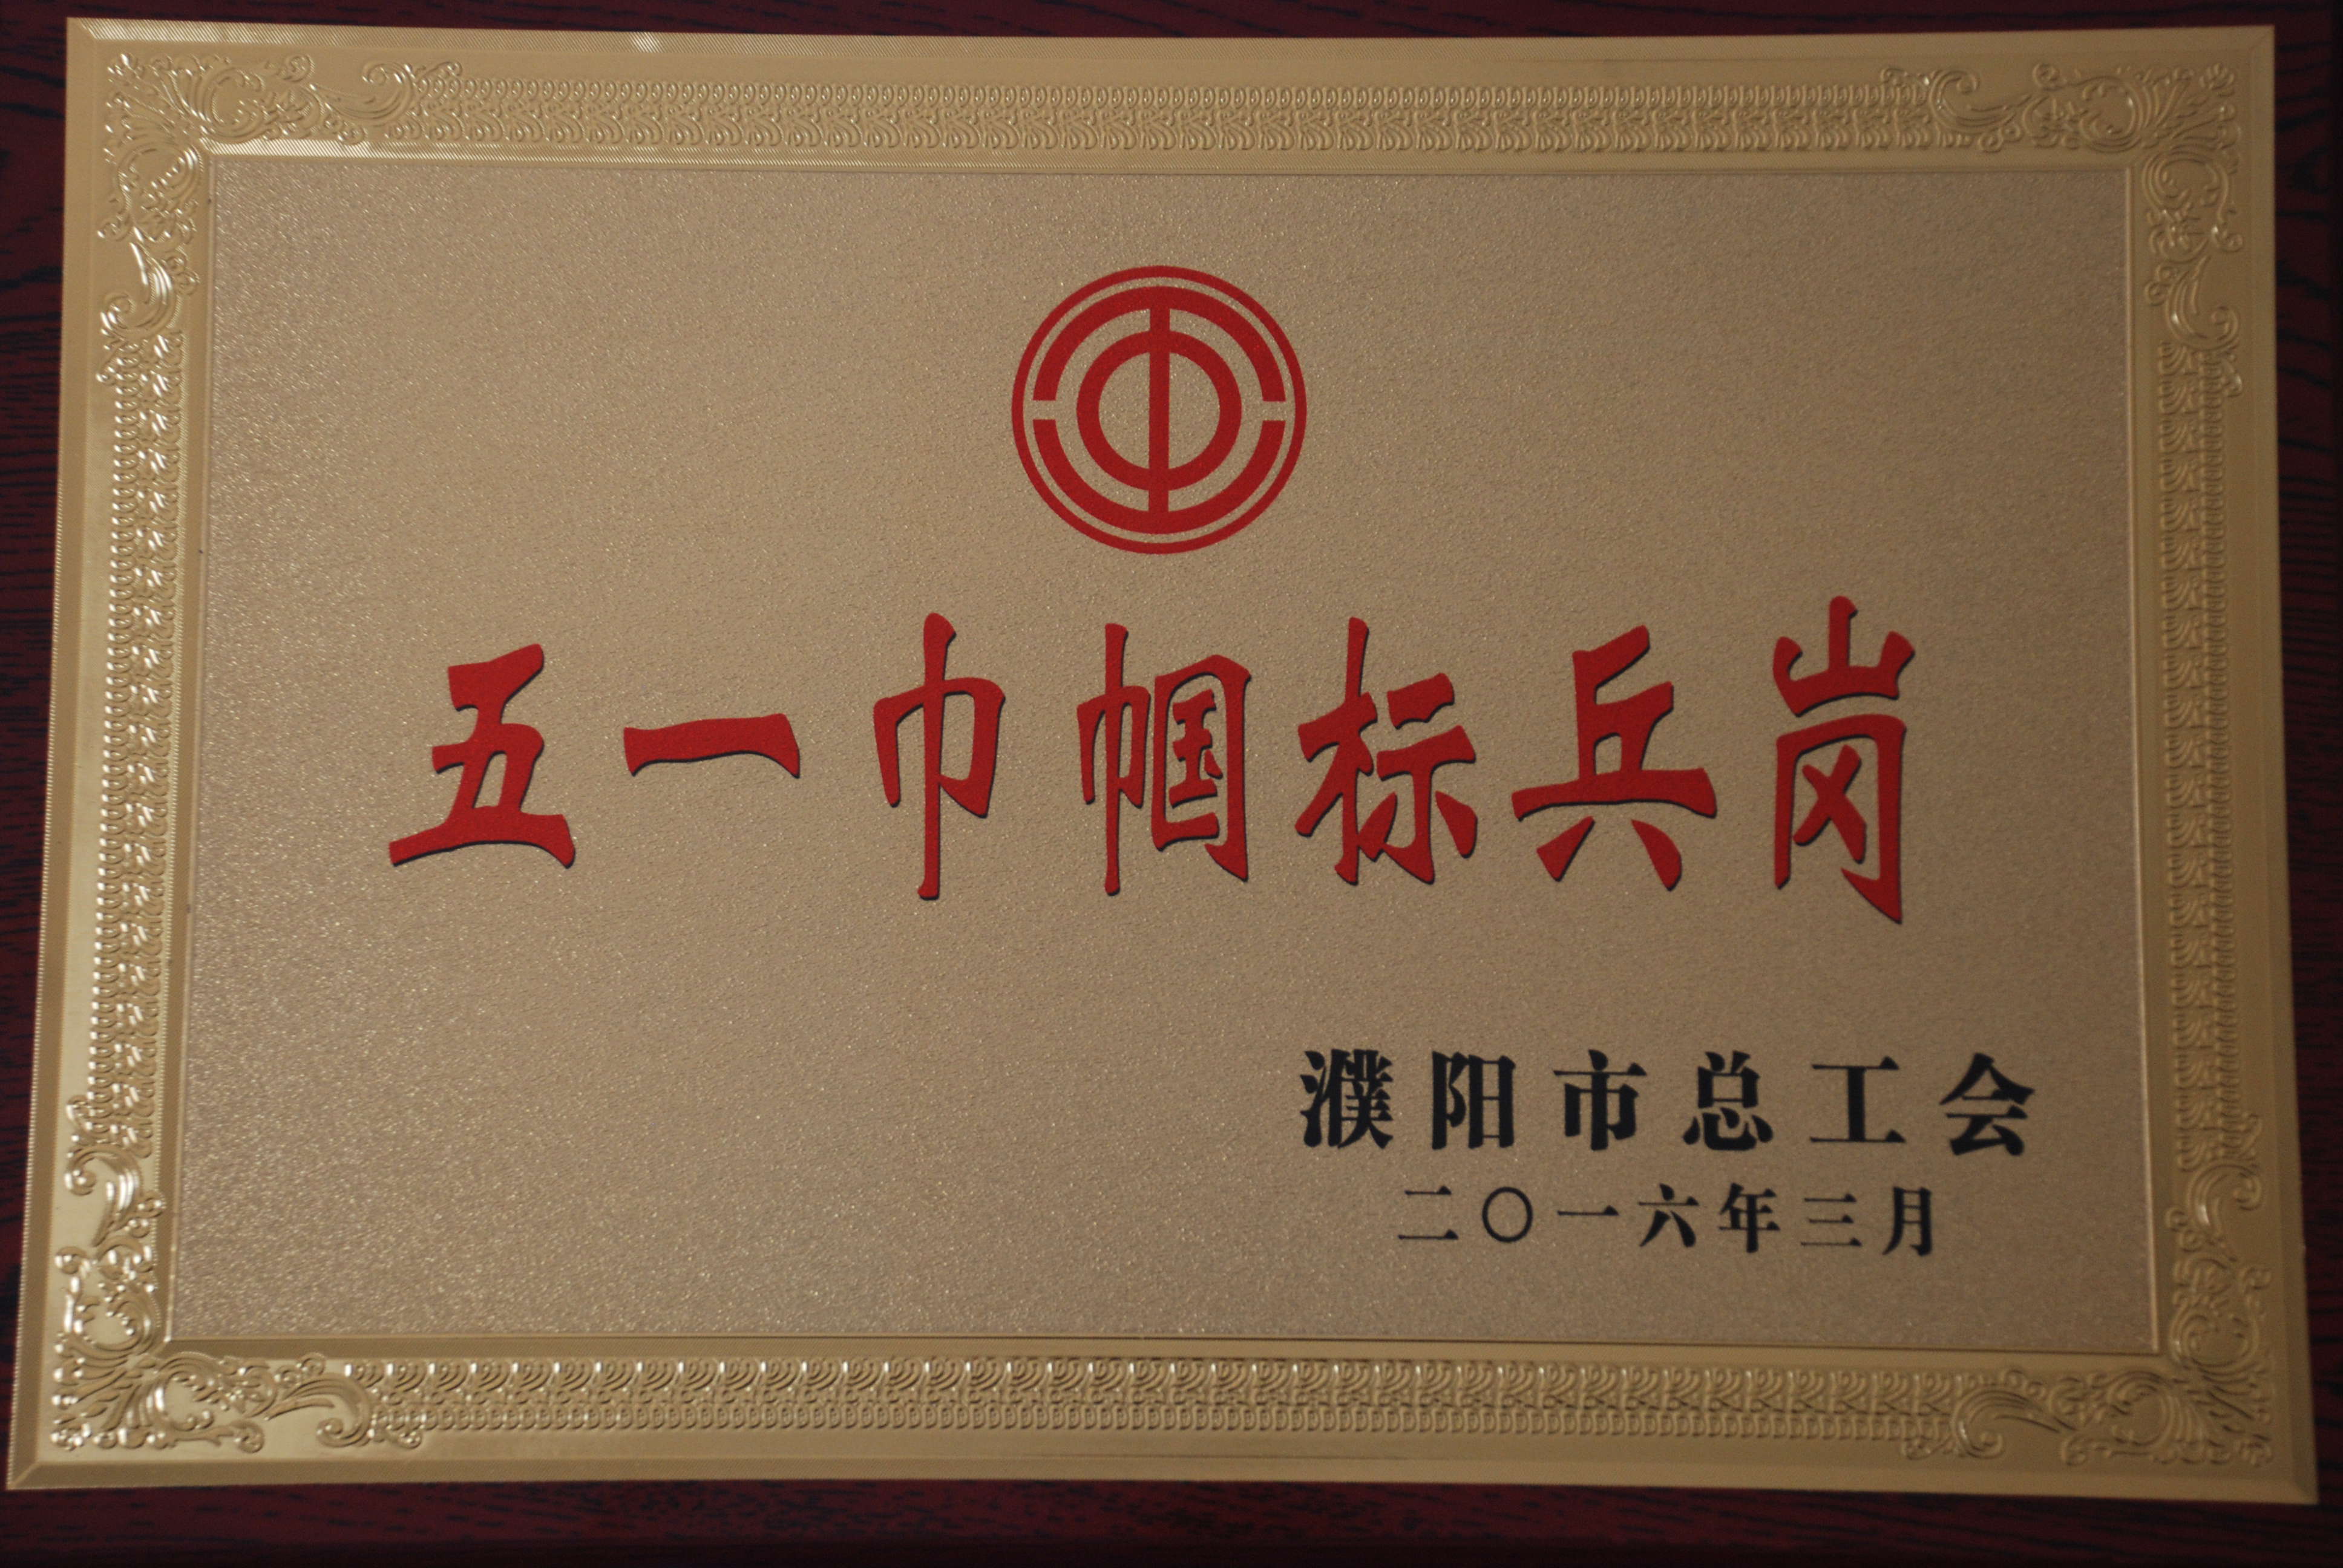 五一巾帼标兵岗
濮阳市总工会
二〇一六年三月